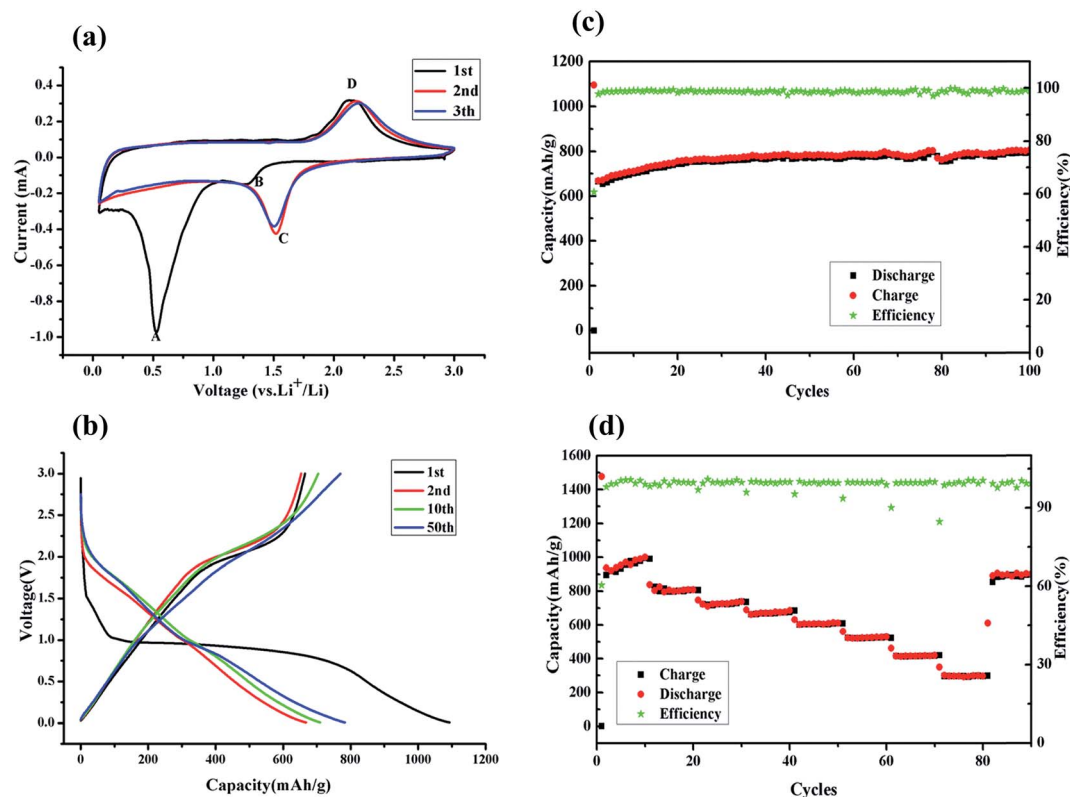 (a)
1st
2nd
3th
D
B
C
A
0.4
0.2
0.0
-0.2
-0.4
-0.6
-0.8
-1.0
Current (mA)
0.0 0.5 1.0 1.5 2.0 2.5 3.0
Voltage (vs.Li⁺/Li)
(c)
1200
1000
800
600
400
200
0
Capacity(mAh/g)
100
80
60
40
20
0
Efficiency(%)
Discharge
Charge
Efficiency
0 20 40 60 80 100
Cycles
(b)
1st
2nd
10th
50th
3.0
2.5
2.0
1.5
1.0
0.5
0.0
Voltage(V)
0 200 400 600 800 1000 1200
Capacity(mAh/g)
(d)
1600
1400
1200
1000
800
600
400
200
0
Capacity(mAh/g)
90
60
30
0
Efficiency(%)
Charge
Discharge
Efficiency
0 20 40 60 80
Cycles